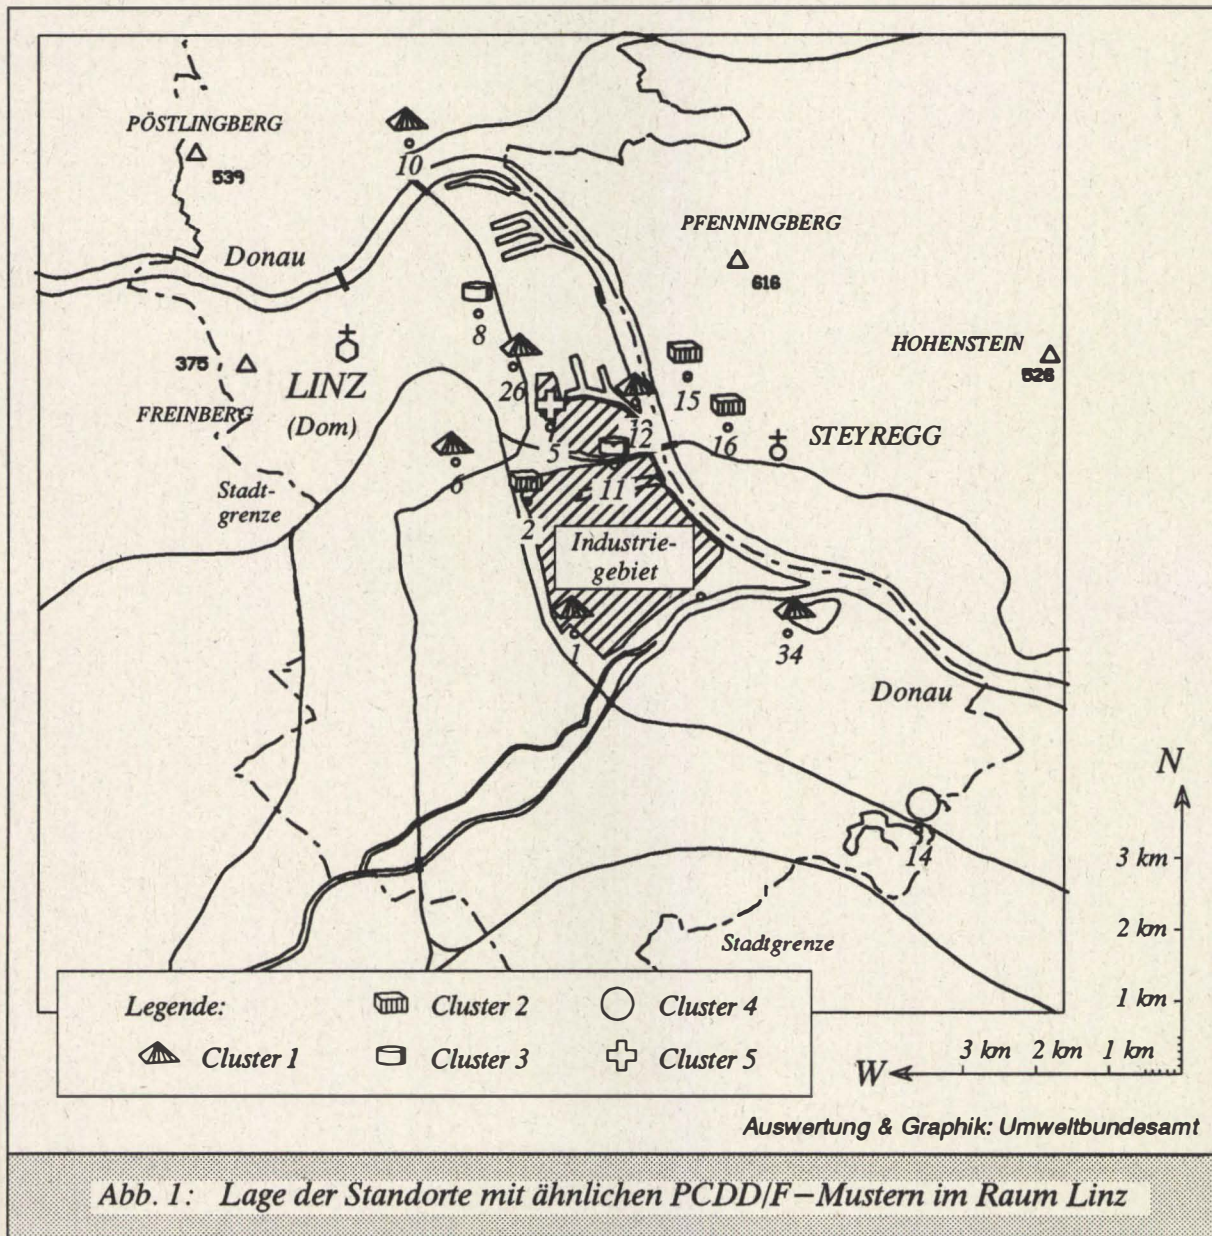 PÖSTLINGBERG
539
10
Donau
PFENNINGBERG
616
8
HOHENSTEIN
528
375
26
15
LINZ
FREINBERG
(Dom)
12
16
STEYREGG
5
6
11
Stadt-
grenze
2
Industrie-
gebiet
1
34
Donau
N
14
3 km
2 km
Stadtgrenze
1 km
Legende:
Cluster 2
Cluster 4
Cluster 1
Cluster 3
Cluster 5
3 km 2 km 1 km
W
Auswertung & Graphik: Umweltbundesamt
Abb. 1: Lage der Standorte mit ähnlichen PCDD/F-Mustern im Raum Linz